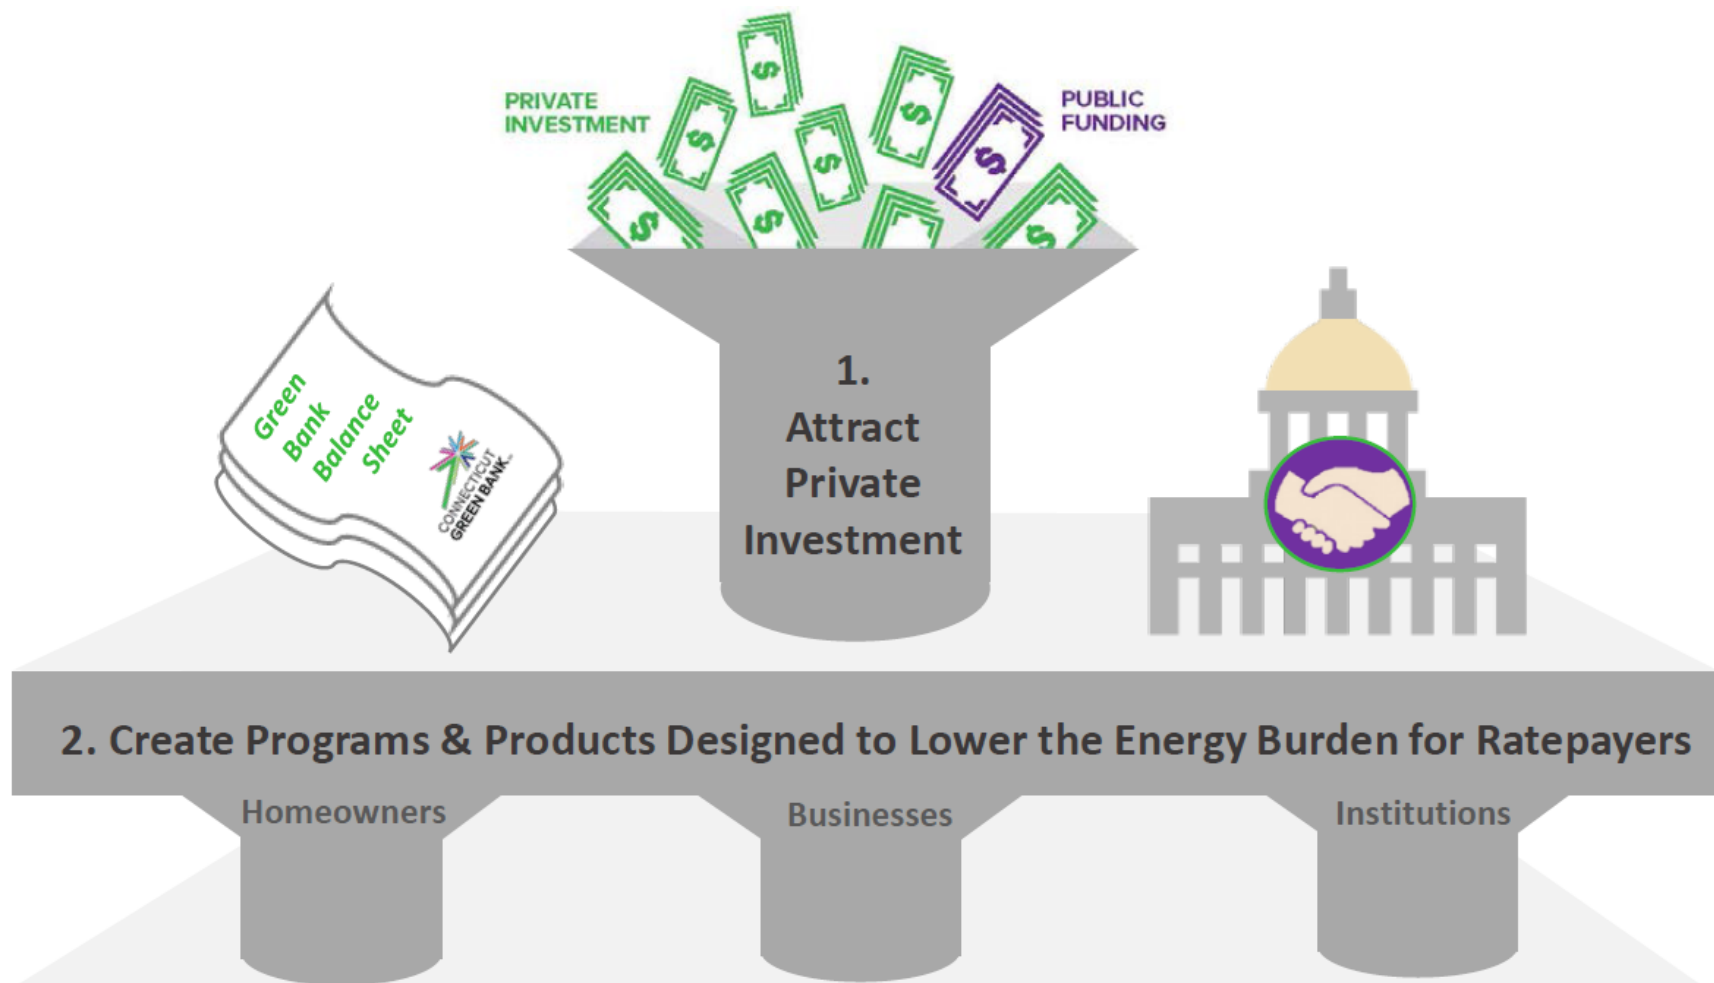 PRIVATE
INVESTMENT
PUBLIC
FUNDING
1.
Attract
Private
Investment
Green
Bank
Balance
Sheet
CONNECTICUT
GREEN BANK
2. Create Programs & Products Designed to Lower the Energy Burden for Ratepayers
Homeowners
Businesses
Institutions